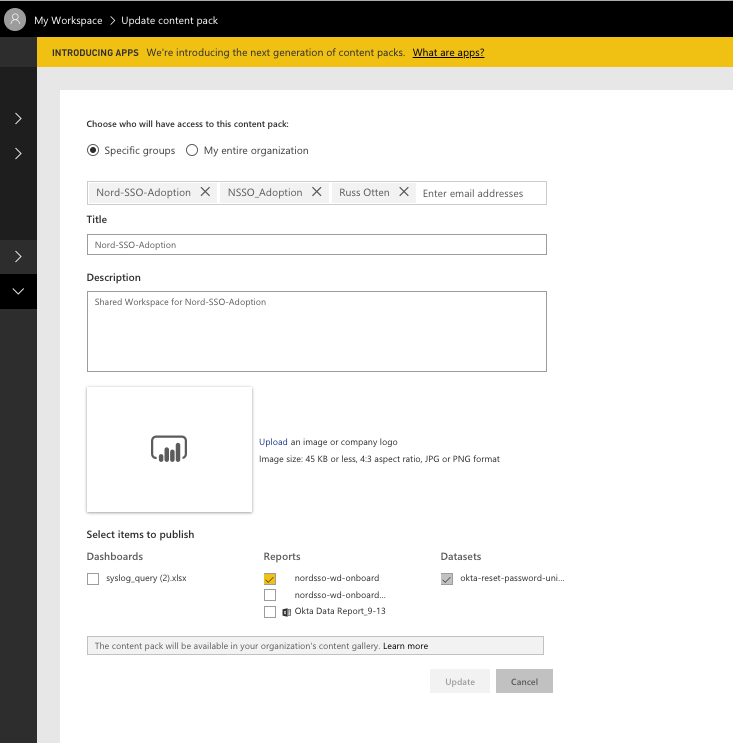 My Workspace > Update content pack
INTRODUCING APPS We're introducing the next generation of content packs. What are apps?
Choose who will have access to this content pack:
Specific groups My entire organization
Nord-SSO-Adoption NSSO_Adoption Russ Otten Enter email addresses
Title
Nord-SSO-Adoption
Description
Shared Workspace for Nord-SSO-Adoption
Upload an image or company logo
Image size: 45 KB or less, 4:3 aspect ratio, JPG or PNG format
Select items to publish
Dashboards Reports Datasets
syslog_query (2).xlsx nordsso-wd-onboard okta-reset-password-uni...
nordsso-wd-onboard...
Okta Data Report_9-13
The content pack will be available in your organization's content gallery. Learn more
Update Cancel